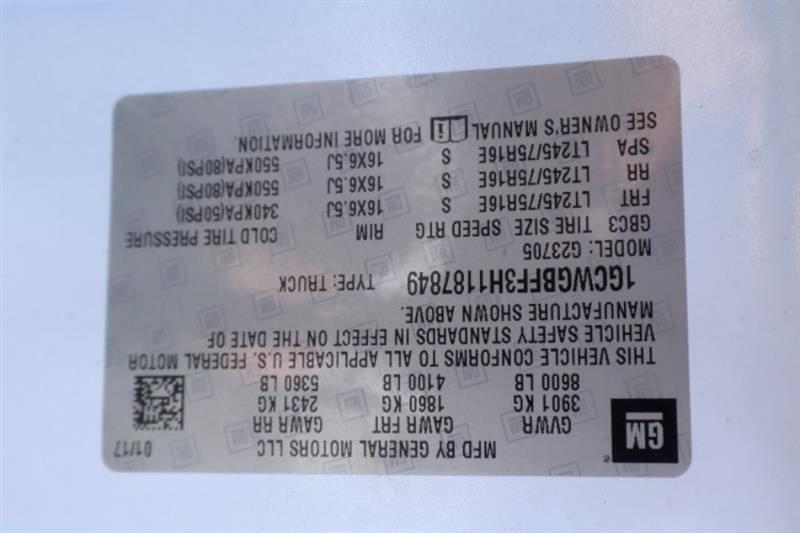 MFD BY GENERAL MOTORS LLC 01/17
GM
GVWR GAWR FRT GAWR RR
3901 KG 1860 KG 2431 KG
8600 LB 4100 LB 5360 LB
THIS VEHICLE CONFORMS TO ALL APPLICABLE U.S. FEDERAL MOTOR
VEHICLE SAFETY STANDARDS IN EFFECT ON THE DATE OF
MANUFACTURE SHOWN ABOVE.
1GCWGBFF3H1187849 TYPE: TRUCK
MODEL: G23705
GBC3 TIRE SIZE SPEED RTG RIM COLD TIRE PRESSURE
FRT LT245/75R16E S 16X6.5J 340KPA(50PSI)
RR LT245/75R16E S 16X6.5J 550KPA(80PSI)
SPA LT245/75R16E S 16X6.5J 550KPA(80PSI)
SEE OWNER'S MANUAL FOR MORE INFORMATION.